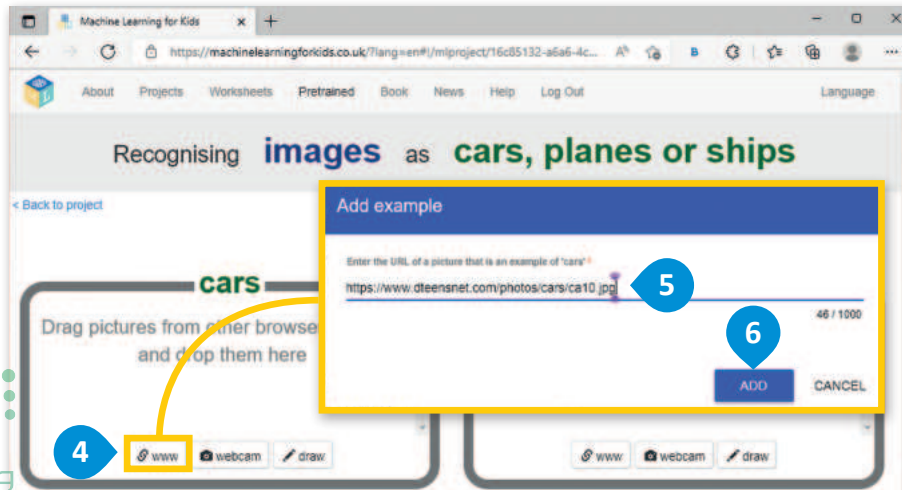 Machine Learning for Kids
https://machinelearningforkids.co.uk/?lang=en#!/mlproject/16c85132-a6a6-4c...
About Projects Worksheets Pretrained Book News Help Log Out Language
Recognising images as cars, planes or ships
< Back to project
Add example
Enter the URL of a picture that is an example of 'cars' *
https://www.dteensnet.com/photos/cars/ca10.jpg
5
46 / 1000
6
ADD CANCEL
cars
Drag pictures from other browse
and drop them here
4
www webcam draw
www webcam draw